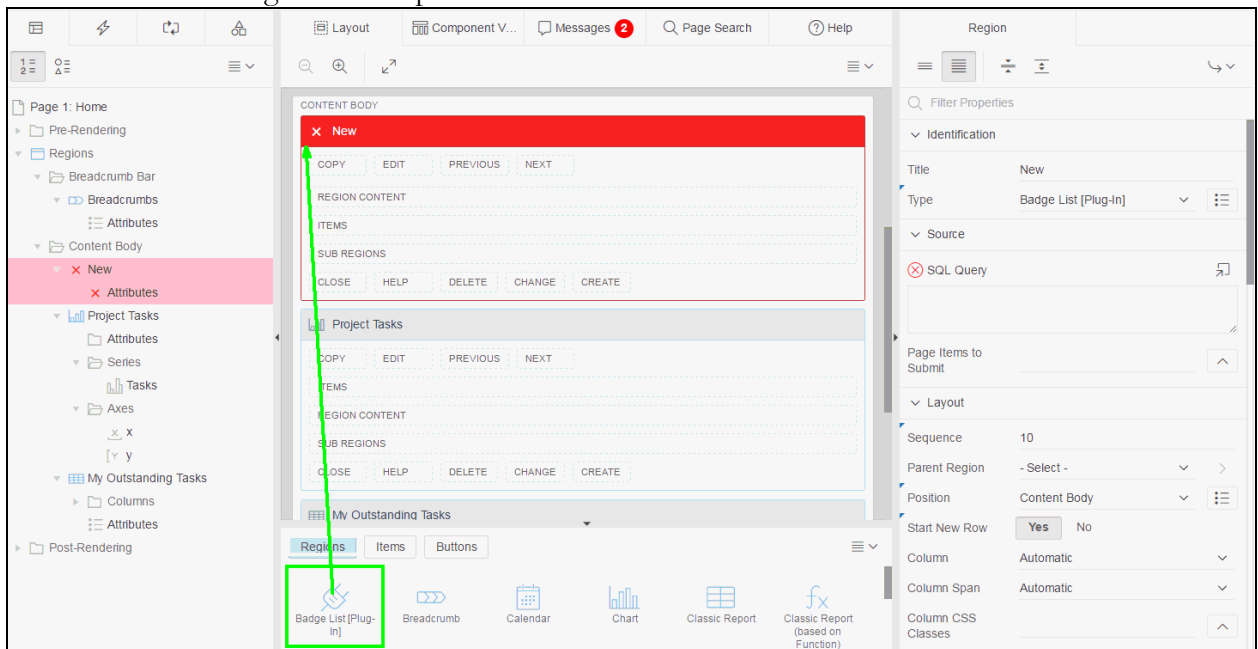 Layout
Component V...
Messages 2
Page Search
Help
Region
Page 1: Home
Pre-Rendering
Regions
Breadcrumb Bar
Breadcrumbs
Attributes
Content Body
New
Attributes
Project Tasks
Attributes
Series
Tasks
Axes
x
y
My Outstanding Tasks
Columns
Attributes
Post-Rendering
CONTENT BODY
New
COPY EDIT PREVIOUS NEXT
REGION CONTENT
ITEMS
SUB REGIONS
CLOSE HELP DELETE CHANGE CREATE
Project Tasks
COPY EDIT PREVIOUS NEXT
ITEMS
REGION CONTENT
SUB REGIONS
CLOSE HELP DELETE CHANGE CREATE
My Outstanding Tasks
Regions Items Buttons
Badge List [Plug-
In]
Breadcrumb
Calendar
Chart
Classic Report
Classic Report
(based on
Function)
Filter Properties
Identification
Title New
Type Badge List [Plug-In]
Source
SQL Query
Page Items to
Submit
Layout
Sequence 10
Parent Region - Select -
Position Content Body
Start New Row Yes No
Column Automatic
Column Span Automatic
Column CSS
Classes